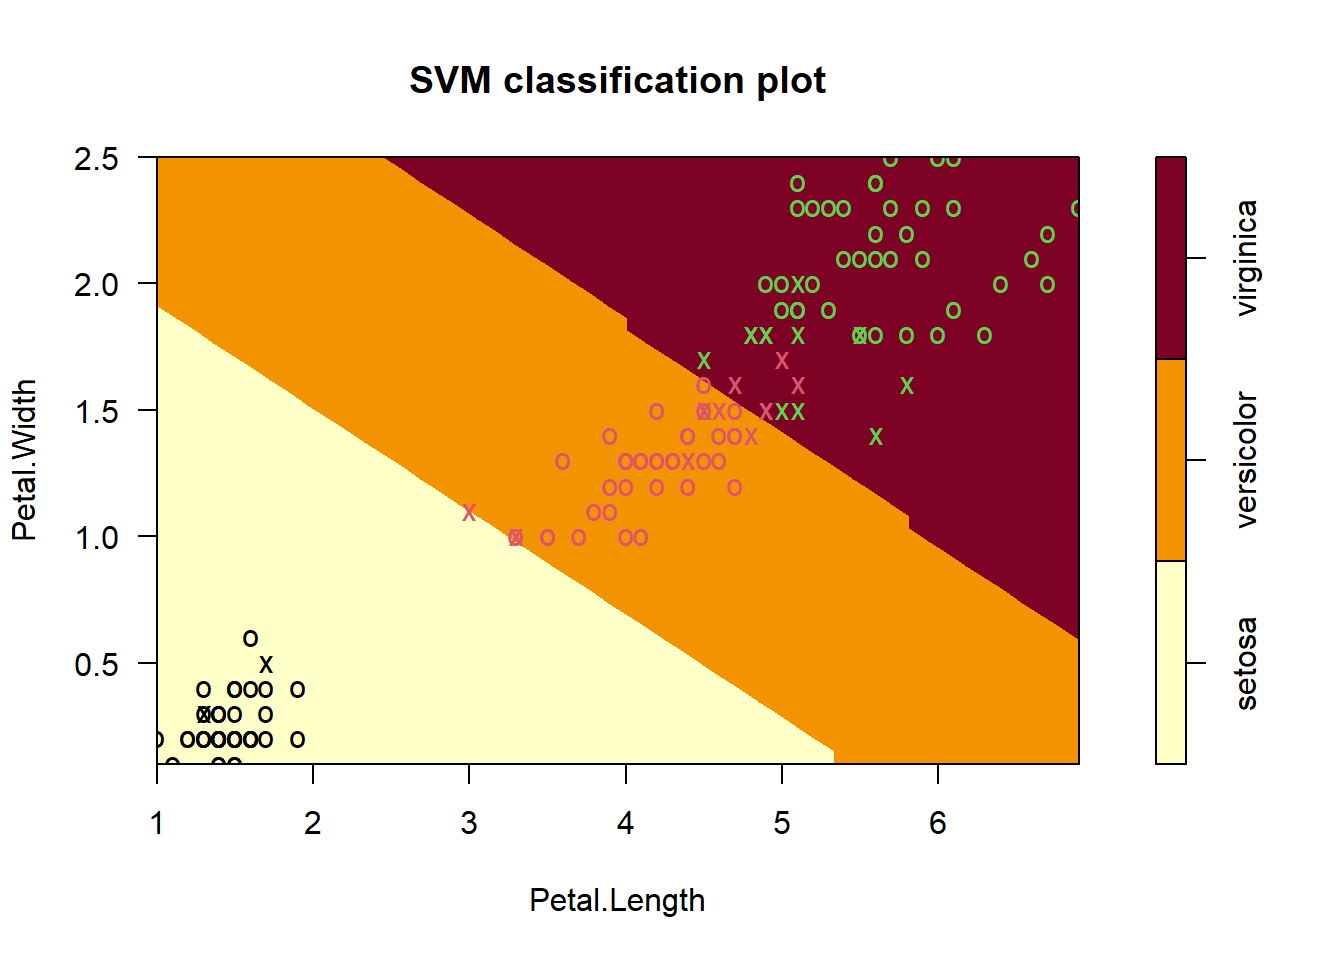 SVM classification plot
2.5
2.0
1.5
1.0
0.5
Petal.Width
1 2 3 4 5 6
Petal.Length
virginica
versicolor
setosa